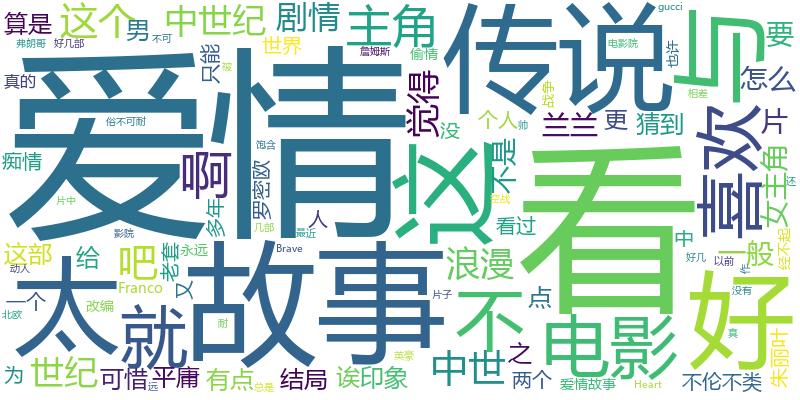 算是
这个
男
中世纪
剧情
主角
传说
与
gucci
要
弗朗哥
好几部
不可
世界
只能
被
詹姆斯
偷情
电影院
也许
真的
爱情
觉得
战争
相差
怎么
俗不可耐
个人
兰兰
更
猜到
片
痴情
啊
饱含
没
这
不是
喜欢
女主角
还
片中
多年
罗密欧
空战
看过
看
影院
几部
最近
人
这部
给
吧
老套
永远
Brave
浪漫
中
一般
好几
以前
经不起
动人
太
Franco
又
故事
片子
不
点
电影
好
作
没有
一个
改编
就
耐
英豪
之
真
北欧
朱丽叶
帅
为
世纪
可惜
平庸
远
有点
总是
结局
诶印象
中世
两个
爱情故事
Heart
不伦不类